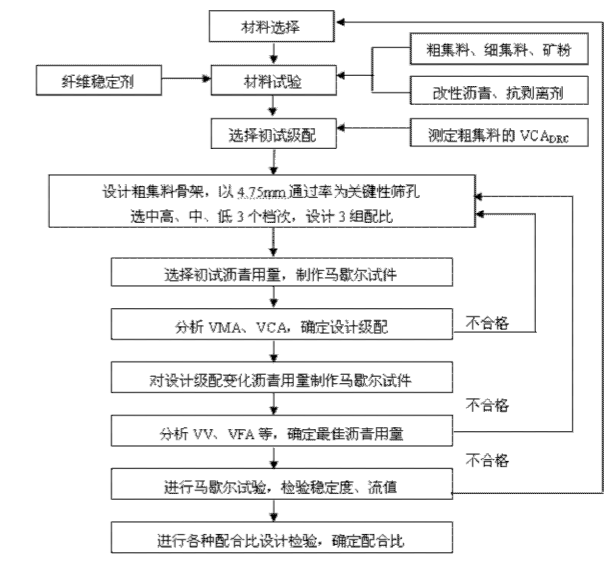 材料选择
粗集料、细集料、矿粉
纤维稳定剂
材料试验
改性沥青、抗剥离剂
选择初试级配
测定粗集料的 VCADRC
设计粗集料骨架，以 4.75mm 通过率为关键性筛孔
选中高、中、低 3 个档次，设计 3 组配比
选择初试沥青用量，制作马歇尔试件
分析 VMA、VCA，确定设计级配
不合格
对设计级配变化沥青用量制作马歇尔试件
不合格
分析 VV、VFA 等，确定最佳沥青用量
不合格
进行马歇尔试验，检验稳定度、流值
进行各种配合比设计检验，确定配合比